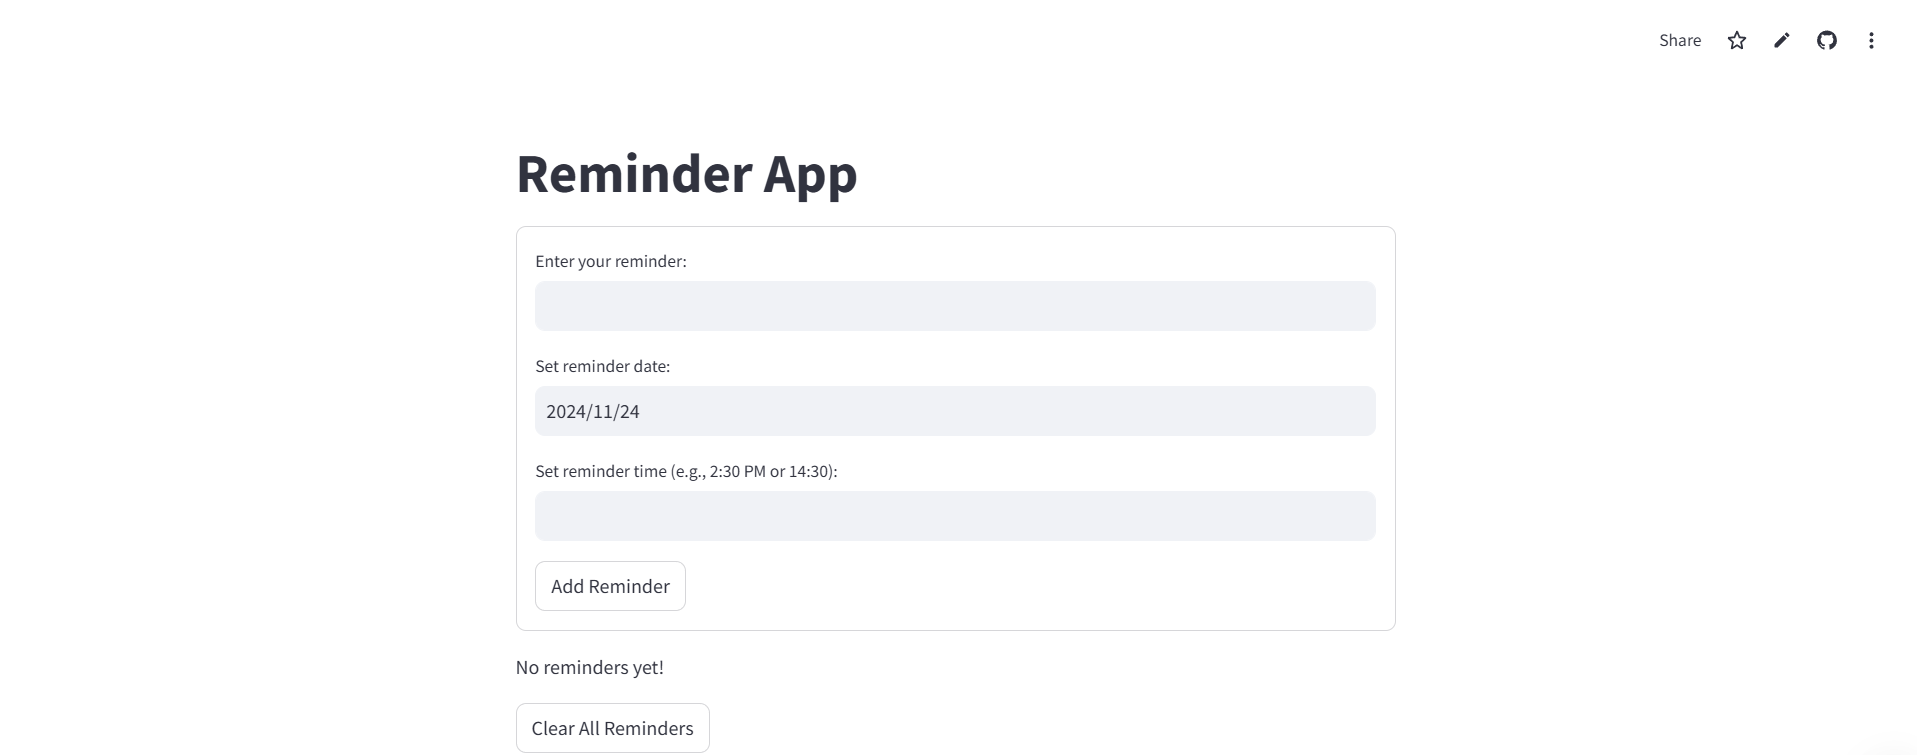 Share
Reminder App
Enter your reminder:
Set reminder date:
2024/11/24
Set reminder time (e.g., 2:30 PM or 14:30):
Add Reminder
No reminders yet!
Clear All Reminders